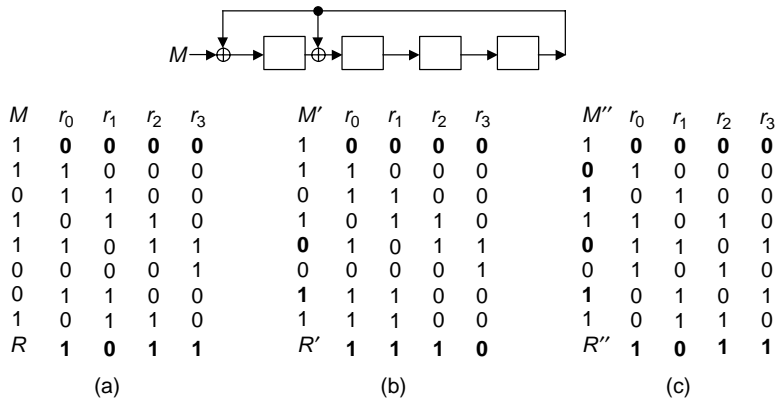 M
M r0 r1 r2 r3 M′ r0 r1 r2 r3 M″ r0 r1 r2 r3
1 0 0 0 0 1 0 0 0 0 1 0 0 0 0
1 1 0 0 0 1 1 0 0 0 0 1 0 0 0
0 1 1 0 0 0 1 1 0 0 1 0 1 0 0
1 0 1 1 0 1 0 1 1 0 1 1 0 1 0
1 1 0 1 1 0 1 0 1 1 0 1 1 0 1
0 0 0 0 1 0 0 0 0 1 0 1 0 1 0
0 1 1 0 0 1 1 1 0 0 1 0 1 0 1
1 0 1 1 0 1 1 1 0 0 1 0 1 1 0
R 1 0 1 1 R′ 1 1 1 0 R″ 1 0 1 1
(a) (b) (c)